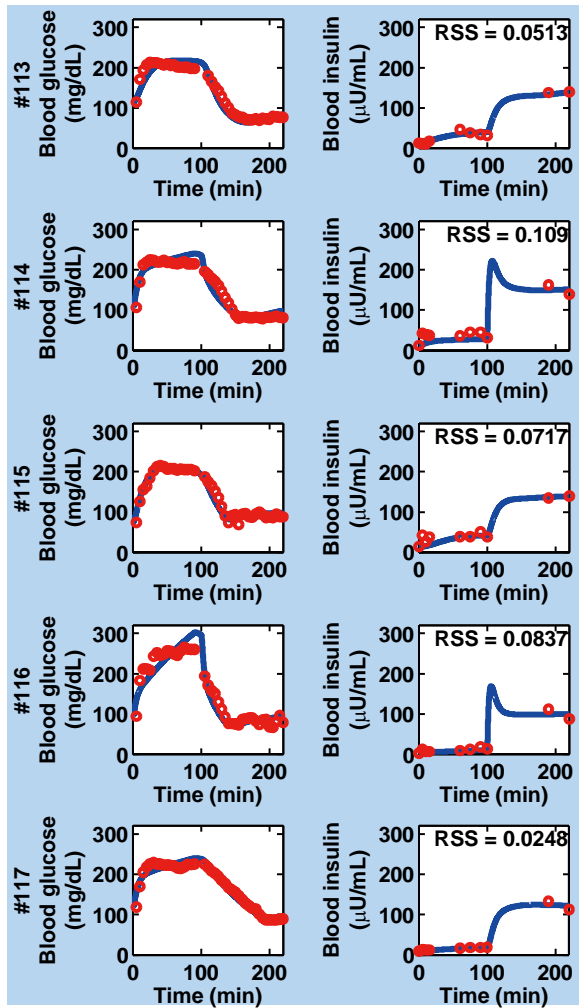 #113
Blood glucose
(mg/dL)
300
200
100
0
0 100 200
Time (min)
Blood insulin
(μU/mL)
300
200
100
0
0 100 200
Time (min)
RSS = 0.0513
#114
Blood glucose
(mg/dL)
300
200
100
0
0 100 200
Time (min)
Blood insulin
(μU/mL)
300
200
100
0
0 100 200
Time (min)
RSS = 0.109
#115
Blood glucose
(mg/dL)
300
200
100
0
0 100 200
Time (min)
Blood insulin
(μU/mL)
300
200
100
0
0 100 200
Time (min)
RSS = 0.0717
#116
Blood glucose
(mg/dL)
300
200
100
0
0 100 200
Time (min)
Blood insulin
(μU/mL)
300
200
100
0
0 100 200
Time (min)
RSS = 0.0837
#117
Blood glucose
(mg/dL)
300
200
100
0
0 100 200
Time (min)
Blood insulin
(μU/mL)
300
200
100
0
0 100 200
Time (min)
RSS = 0.0248